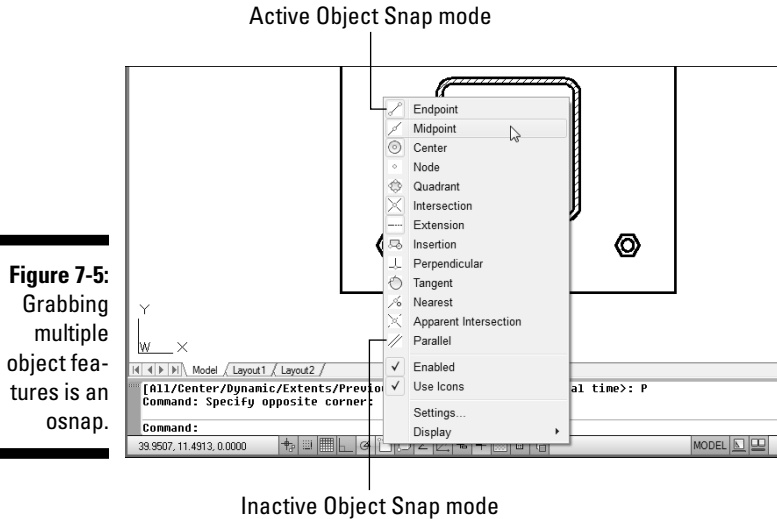 Active Object Snap mode
Endpoint
Midpoint
Center
Node
Quadrant
Intersection
Extension
Insertion
Perpendicular
Tangent
Nearest
Apparent Intersection
Parallel
Enabled
Use Icons
Settings...
Display
Figure 7-5:
Grabbing
multiple
object fea-
tures is an
osnap.
Y
W X
Model Layout1 Layout2
[All/Center/Dynamic/Extents/Previo al time>: P
Command: Specify opposite corner:
Command:
39.9507, 11.4913, 0.0000 MODEL
Inactive Object Snap mode